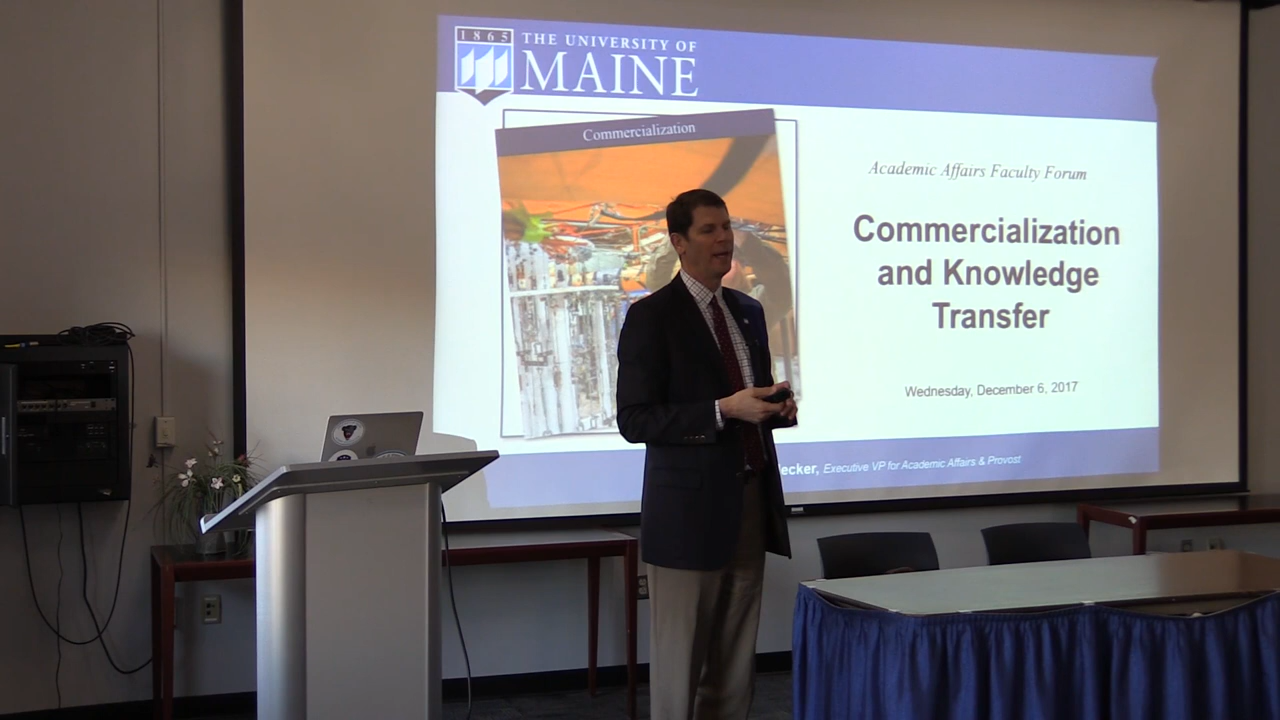 1865
THE UNIVERSITY OF
MAINE
Commercialization
Academic Affairs Faculty Forum
Commercialization
and Knowledge
Transfer
Wednesday, December 6, 2017
ecker, Executive VP for Academic Affairs & Provost